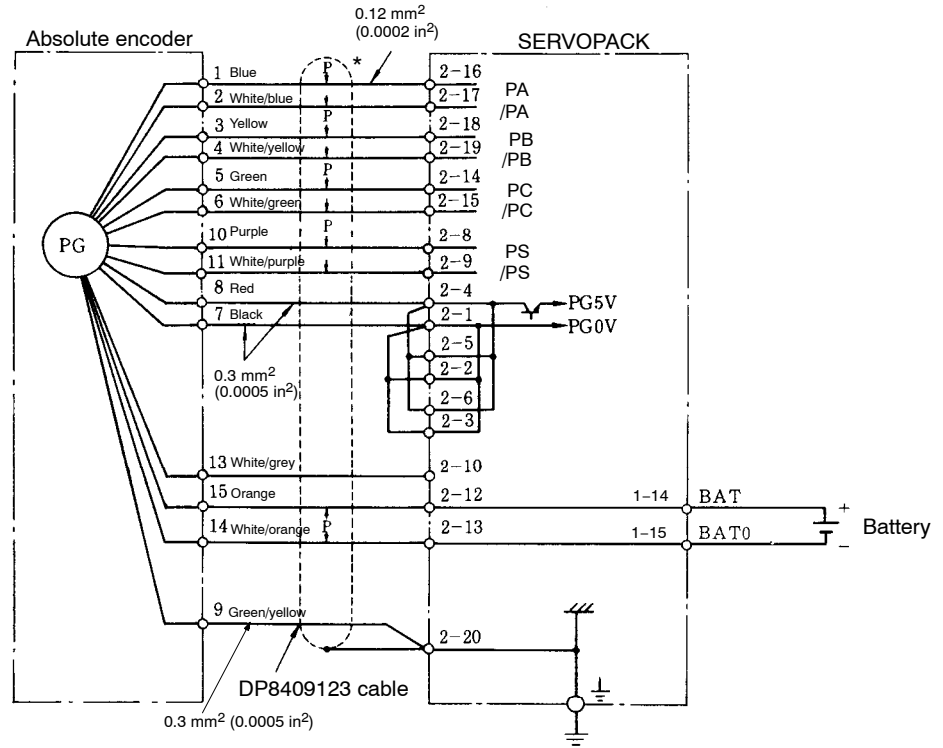 0.12 mm²
(0.0002 in²)
Absolute encoder
SERVOPACK
*
1 Blue P 2-16 PA
2 White/blue 2-17 /PA
3 Yellow P 2-18 PB
4 White/yellow 2-19 /PB
5 Green P 2-14 PC
6 White/green 2-15 /PC
10 Purple P 2-8 PS
11 White/purple 2-9 /PS
PG
8 Red 2-4 PG5V
7 Black 2-1 PG0V
2-5
0.3 mm²
(0.0005 in²)
2-2
2-6
2-3
13 White/grey 2-10
15 Orange 2-12 1-14 BAT +
14 White/orange P 2-13 1-15 BAT0 −
Battery
9 Green/yellow 2-20
DP8409123 cable
0.3 mm² (0.0005 in²)